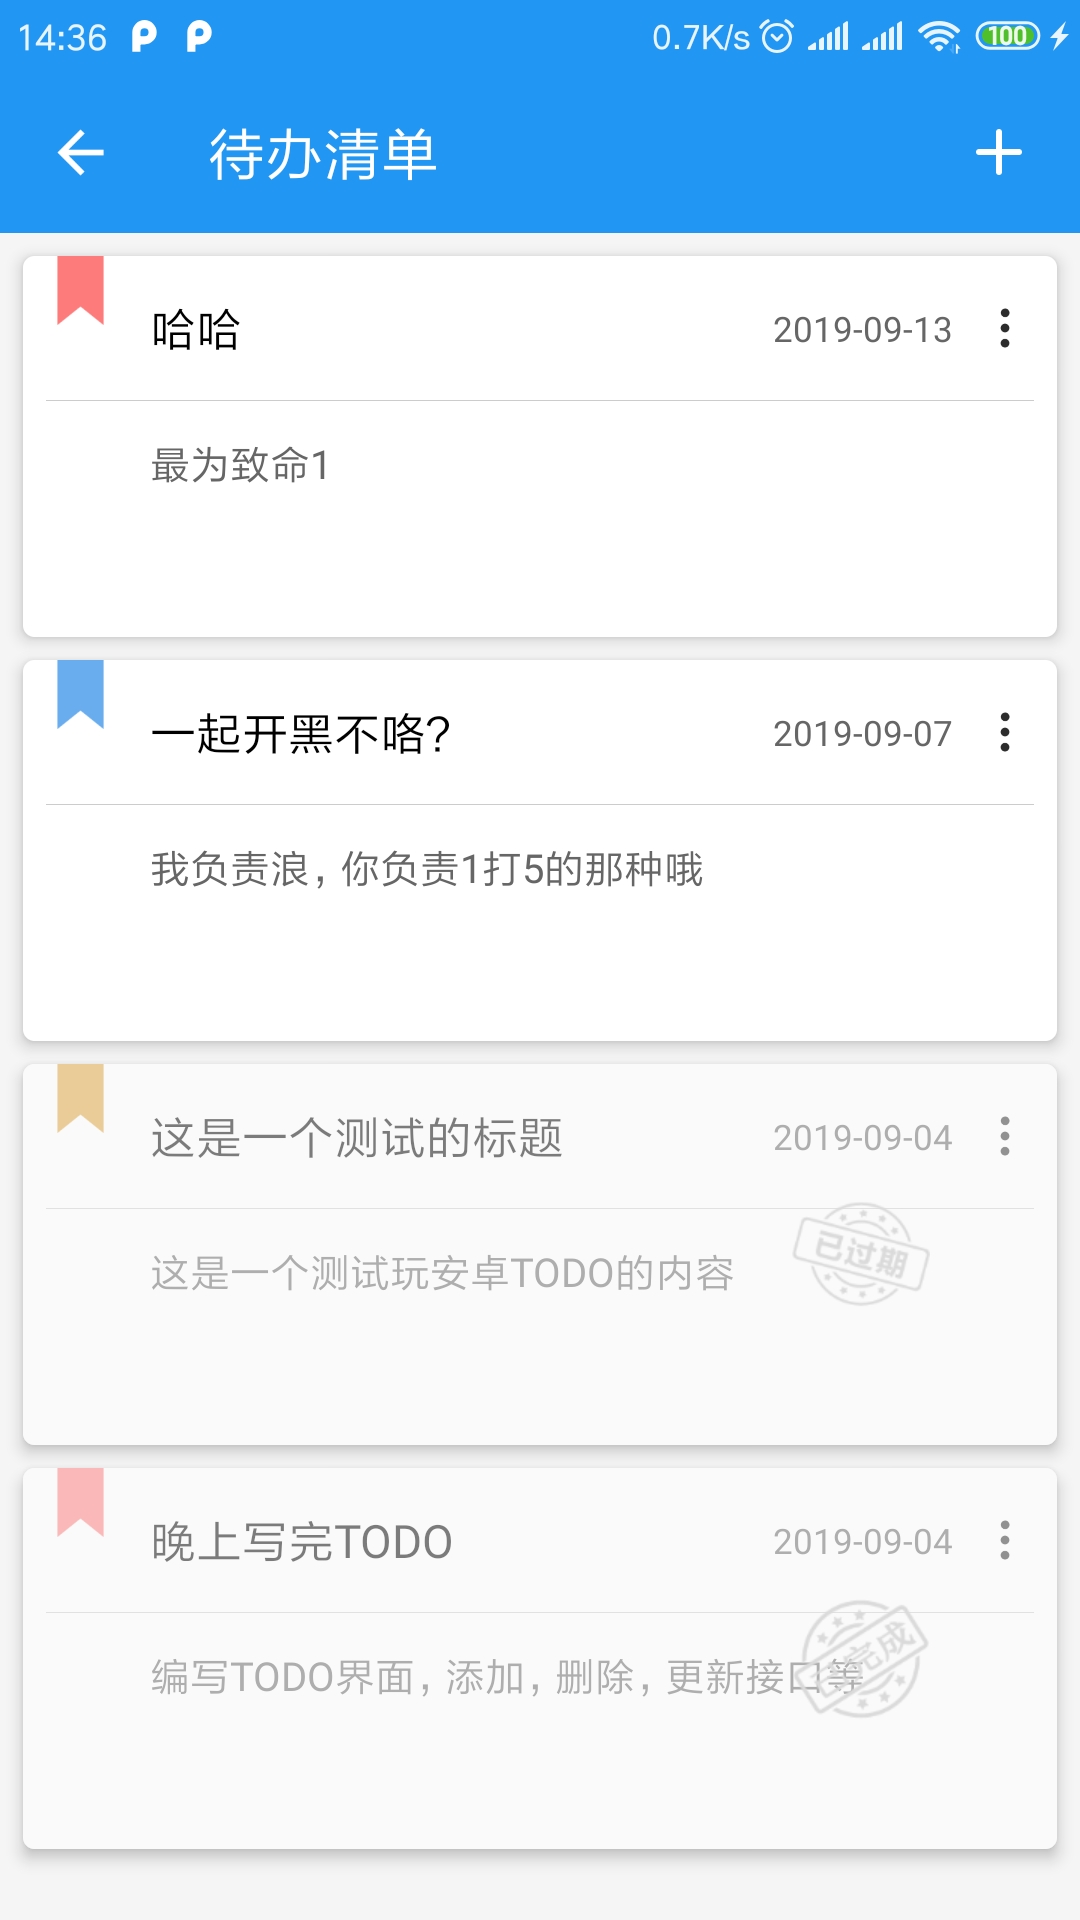 14:36 0.7K/s 100
待办清单
哈哈 2019-09-13
最为致命1
一起开黑不咯?
2019-09-07
我负责浪，你负责1打5的那种哦
这是一个测试的标题 2019-09-04
已过期
这是一个测试玩安卓TODO的内容
晚上写完TODO 2019-09-04
完成
编写TODO界面，添加，删除，更新接口等